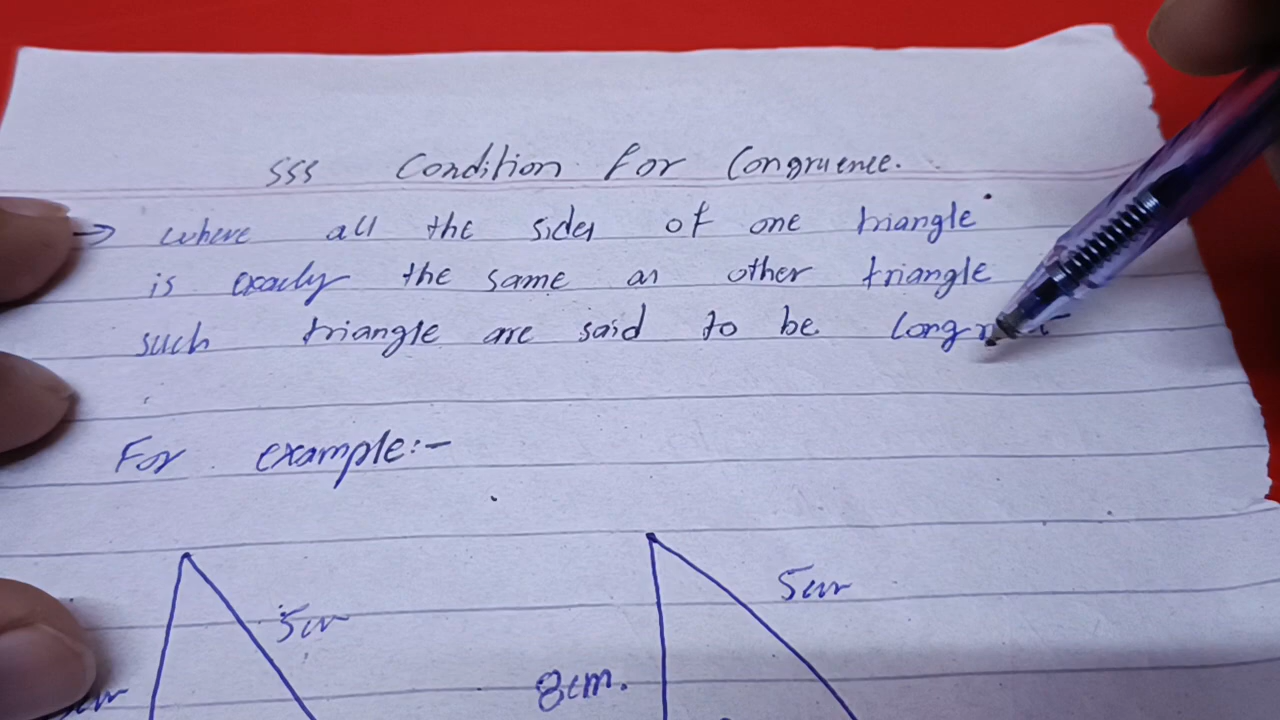 SSS Condition For Congruence.
→ where all the sides of one triangle
is exactly the same as other triangle
such triangle are said to be
For example:-
5cm
5cm
8cm.